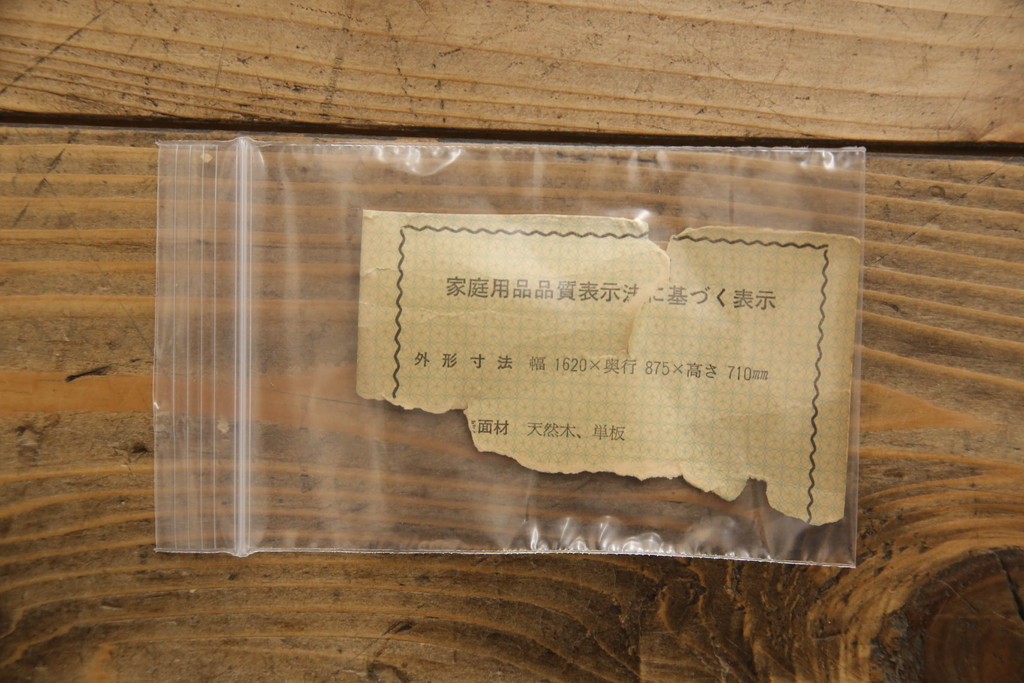 家庭用品品質表示法に基づく表示
外形寸法 幅 1620×奥行 875×高さ 710㎜
面材 天然木、単板